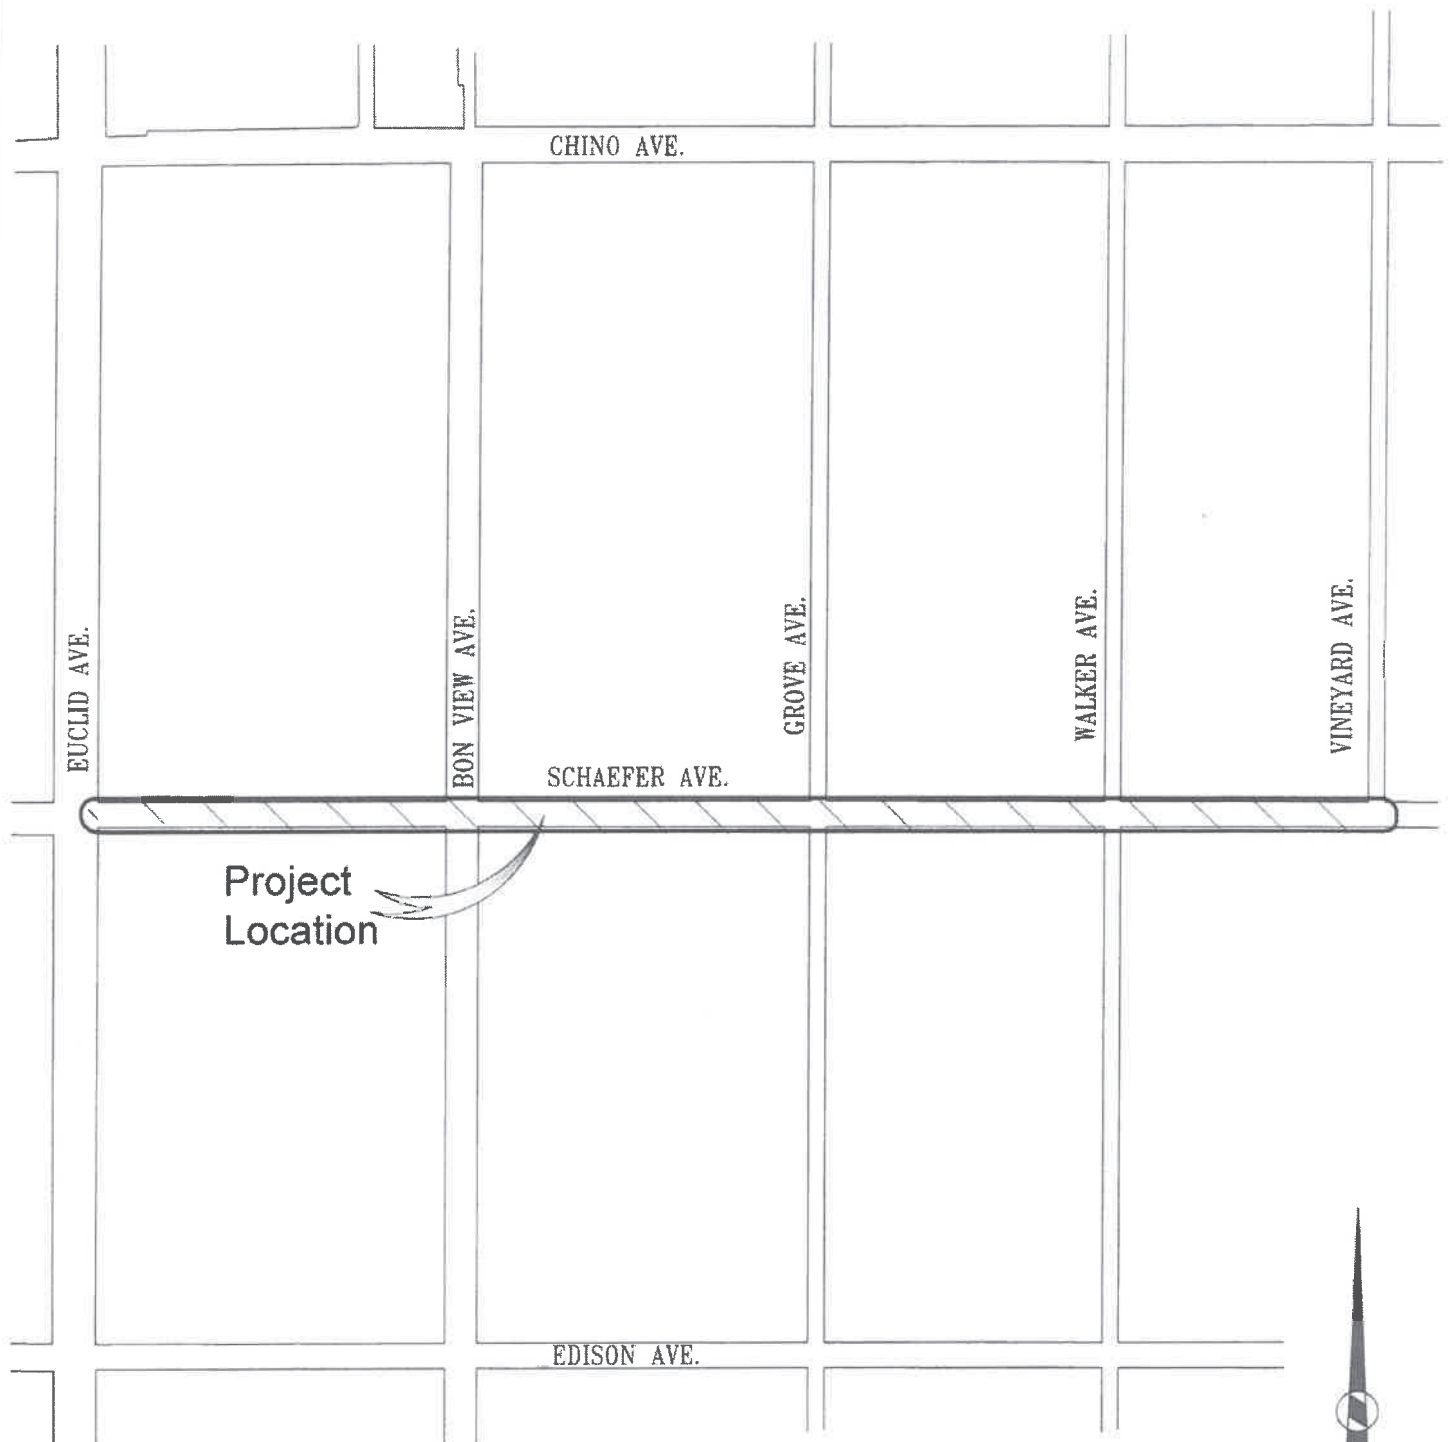 CHINO AVE.
EUCLID AVE.
BON VIEW AVE.
GROVE AVE.
WALKER AVE.
VINEYARD AVE.
SCHAEFER AVE.
Project
Location
EDISON AVE.